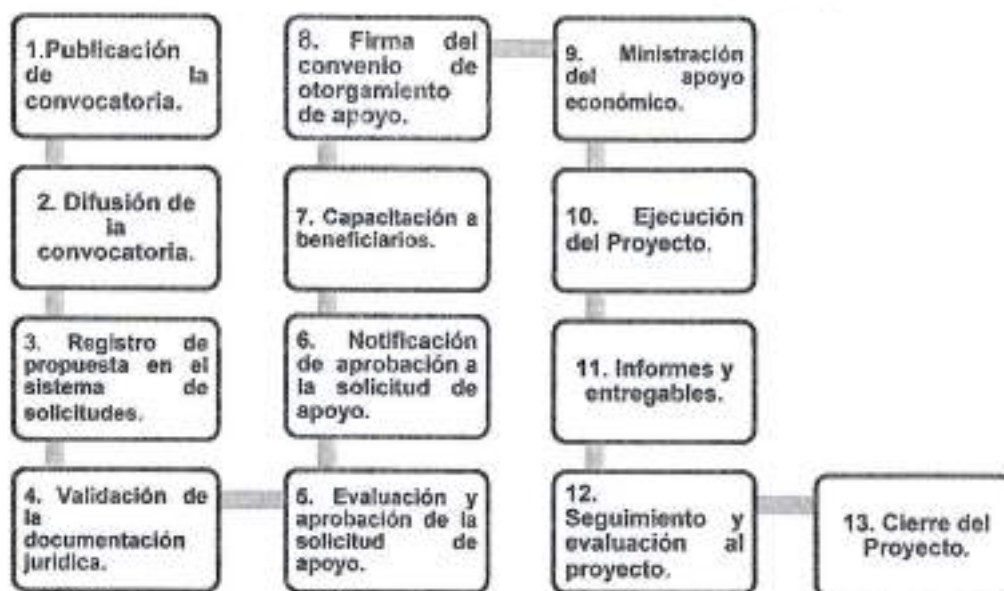 1.Publicación
de la
convocatoria.
2. Difusión de
la
convocatoria.
3. Registro de
propuesta en el
sistema de
solicitudes.
4. Validación de
la
documentación
jurídica.
5. Evaluación y
aprobación de la
solicitud de
apoyo.
6. Notificación
de aprobación a
la solicitud de
apoyo.
7. Capacitación a
beneficiarios.
8. Firma del
convenio de
otorgamiento
de apoyo.
9. Ministración
del apoyo
económico.
10. Ejecución
del Proyecto.
11. Informes y
entregables.
12.
Seguimiento y
evaluación al
proyecto.
13. Cierre del
Proyecto.